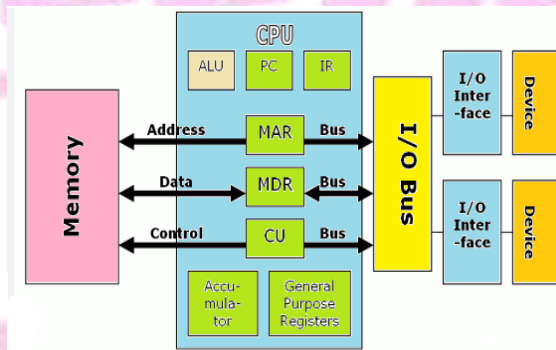 CPU
ALU
PC
IR
Memory
Address
MAR
Bus
Data
MDR
Bus
Control
CU
Bus
Accu-
mula-
tor
General
Purpose
Registers
I/O Bus
I/O
Inter
-face
Device
I/O
Inter
-face
Device